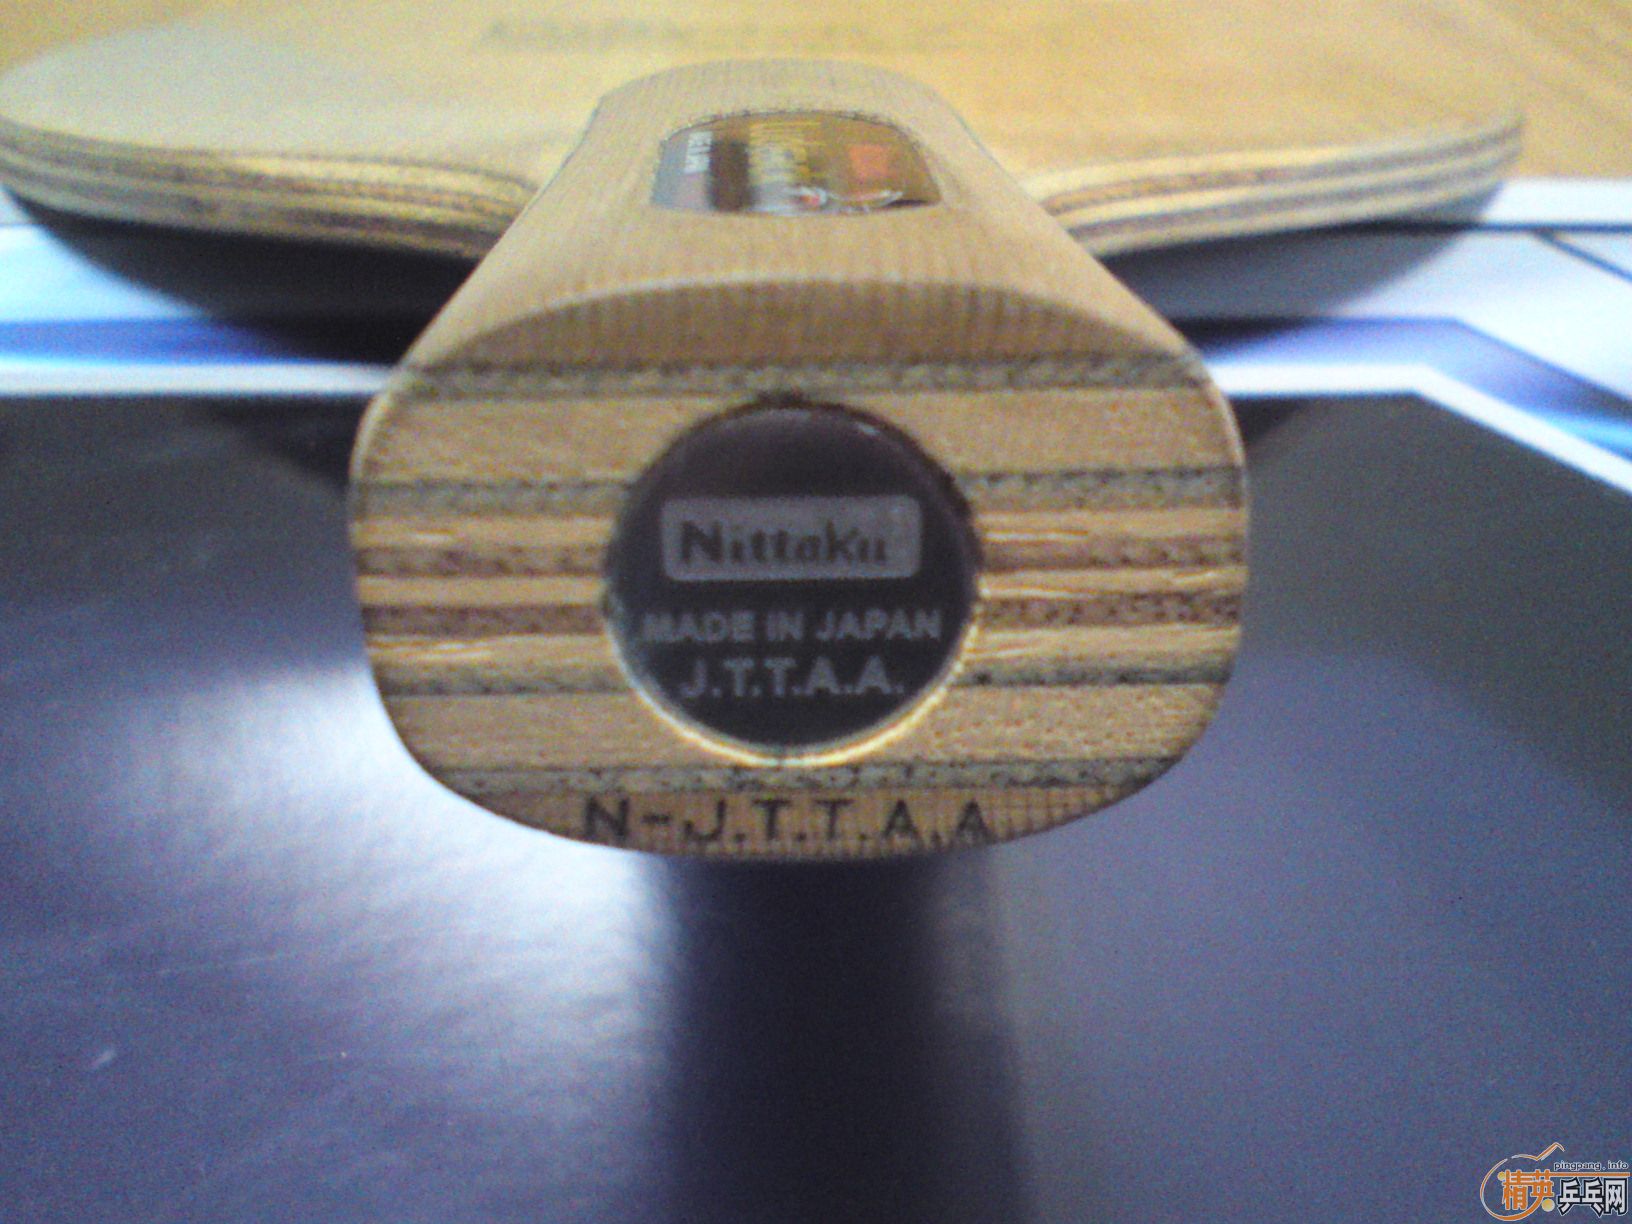 Nittaku
MADE IN JAPAN
J.T.T.A.A.
N-J.T.T.A.A
pingpang.info
精英乒乓网